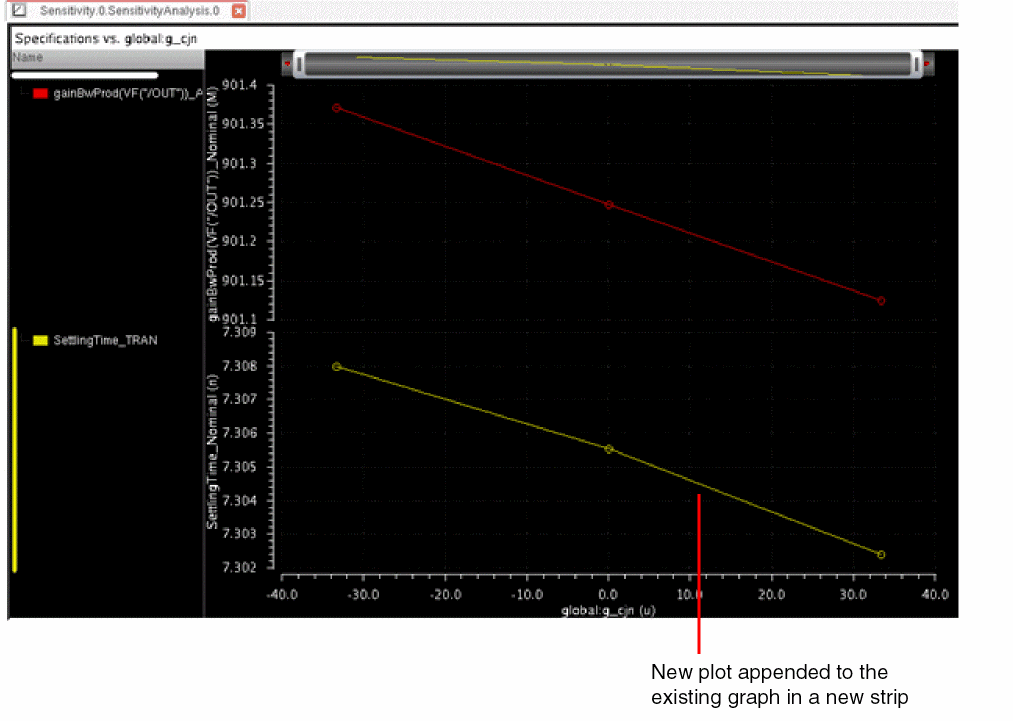 Sensitivity.0.SensitivityAnalysis.0
Specifications vs. global:g_cjn
Name
gainBwProd(VF("/OUT"))_A
SettlingTime_TRAN
gainBwProd(VF("/OUT"))_Nominal (M)
901.4
901.35
901.3
901.25
901.2
901.15
901.1
SettlingTime_Nominal (n)
7.309
7.308
7.307
7.306
7.305
7.304
7.303
7.302
-40.0 -30.0 -20.0 -10.0 0.0 10.0 20.0 30.0 40.0
global:g_cjn (u)
New plot appended to the
existing graph in a new strip